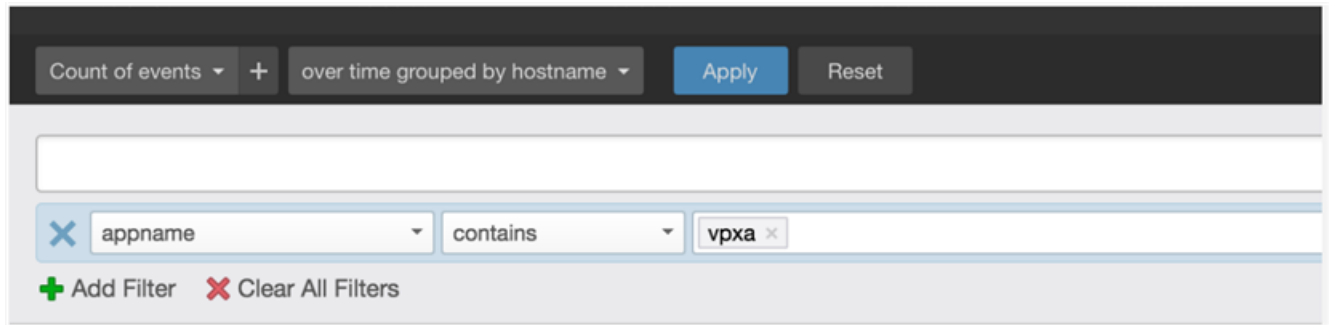 Count of events + over time grouped by hostname Apply Reset
appname contains vpxa ×
Add Filter Clear All Filters